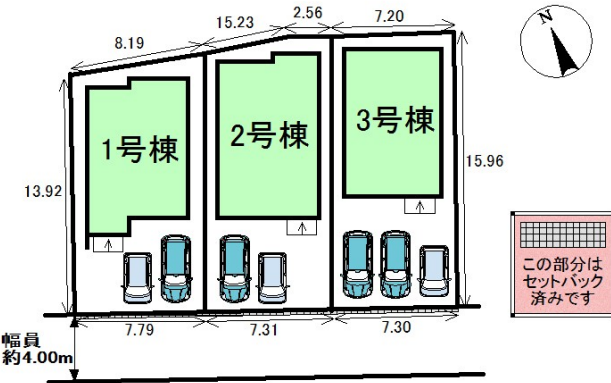 8.19
15.23
2.56
7.20
N
1号棟
2号棟
3号棟
13.92
15.96
7.79
7.31
7.30
幅員
約4.00m
この部分は
セットバック
済みです